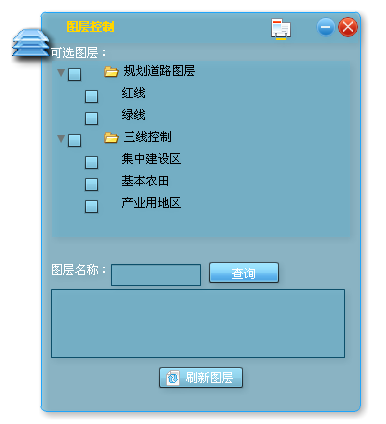 图层控制
可选图层：
规划道路图层
红线
绿线
三线控制
集中建设区
基本农田
产业用地区
图层名称： 查询
刷新图层